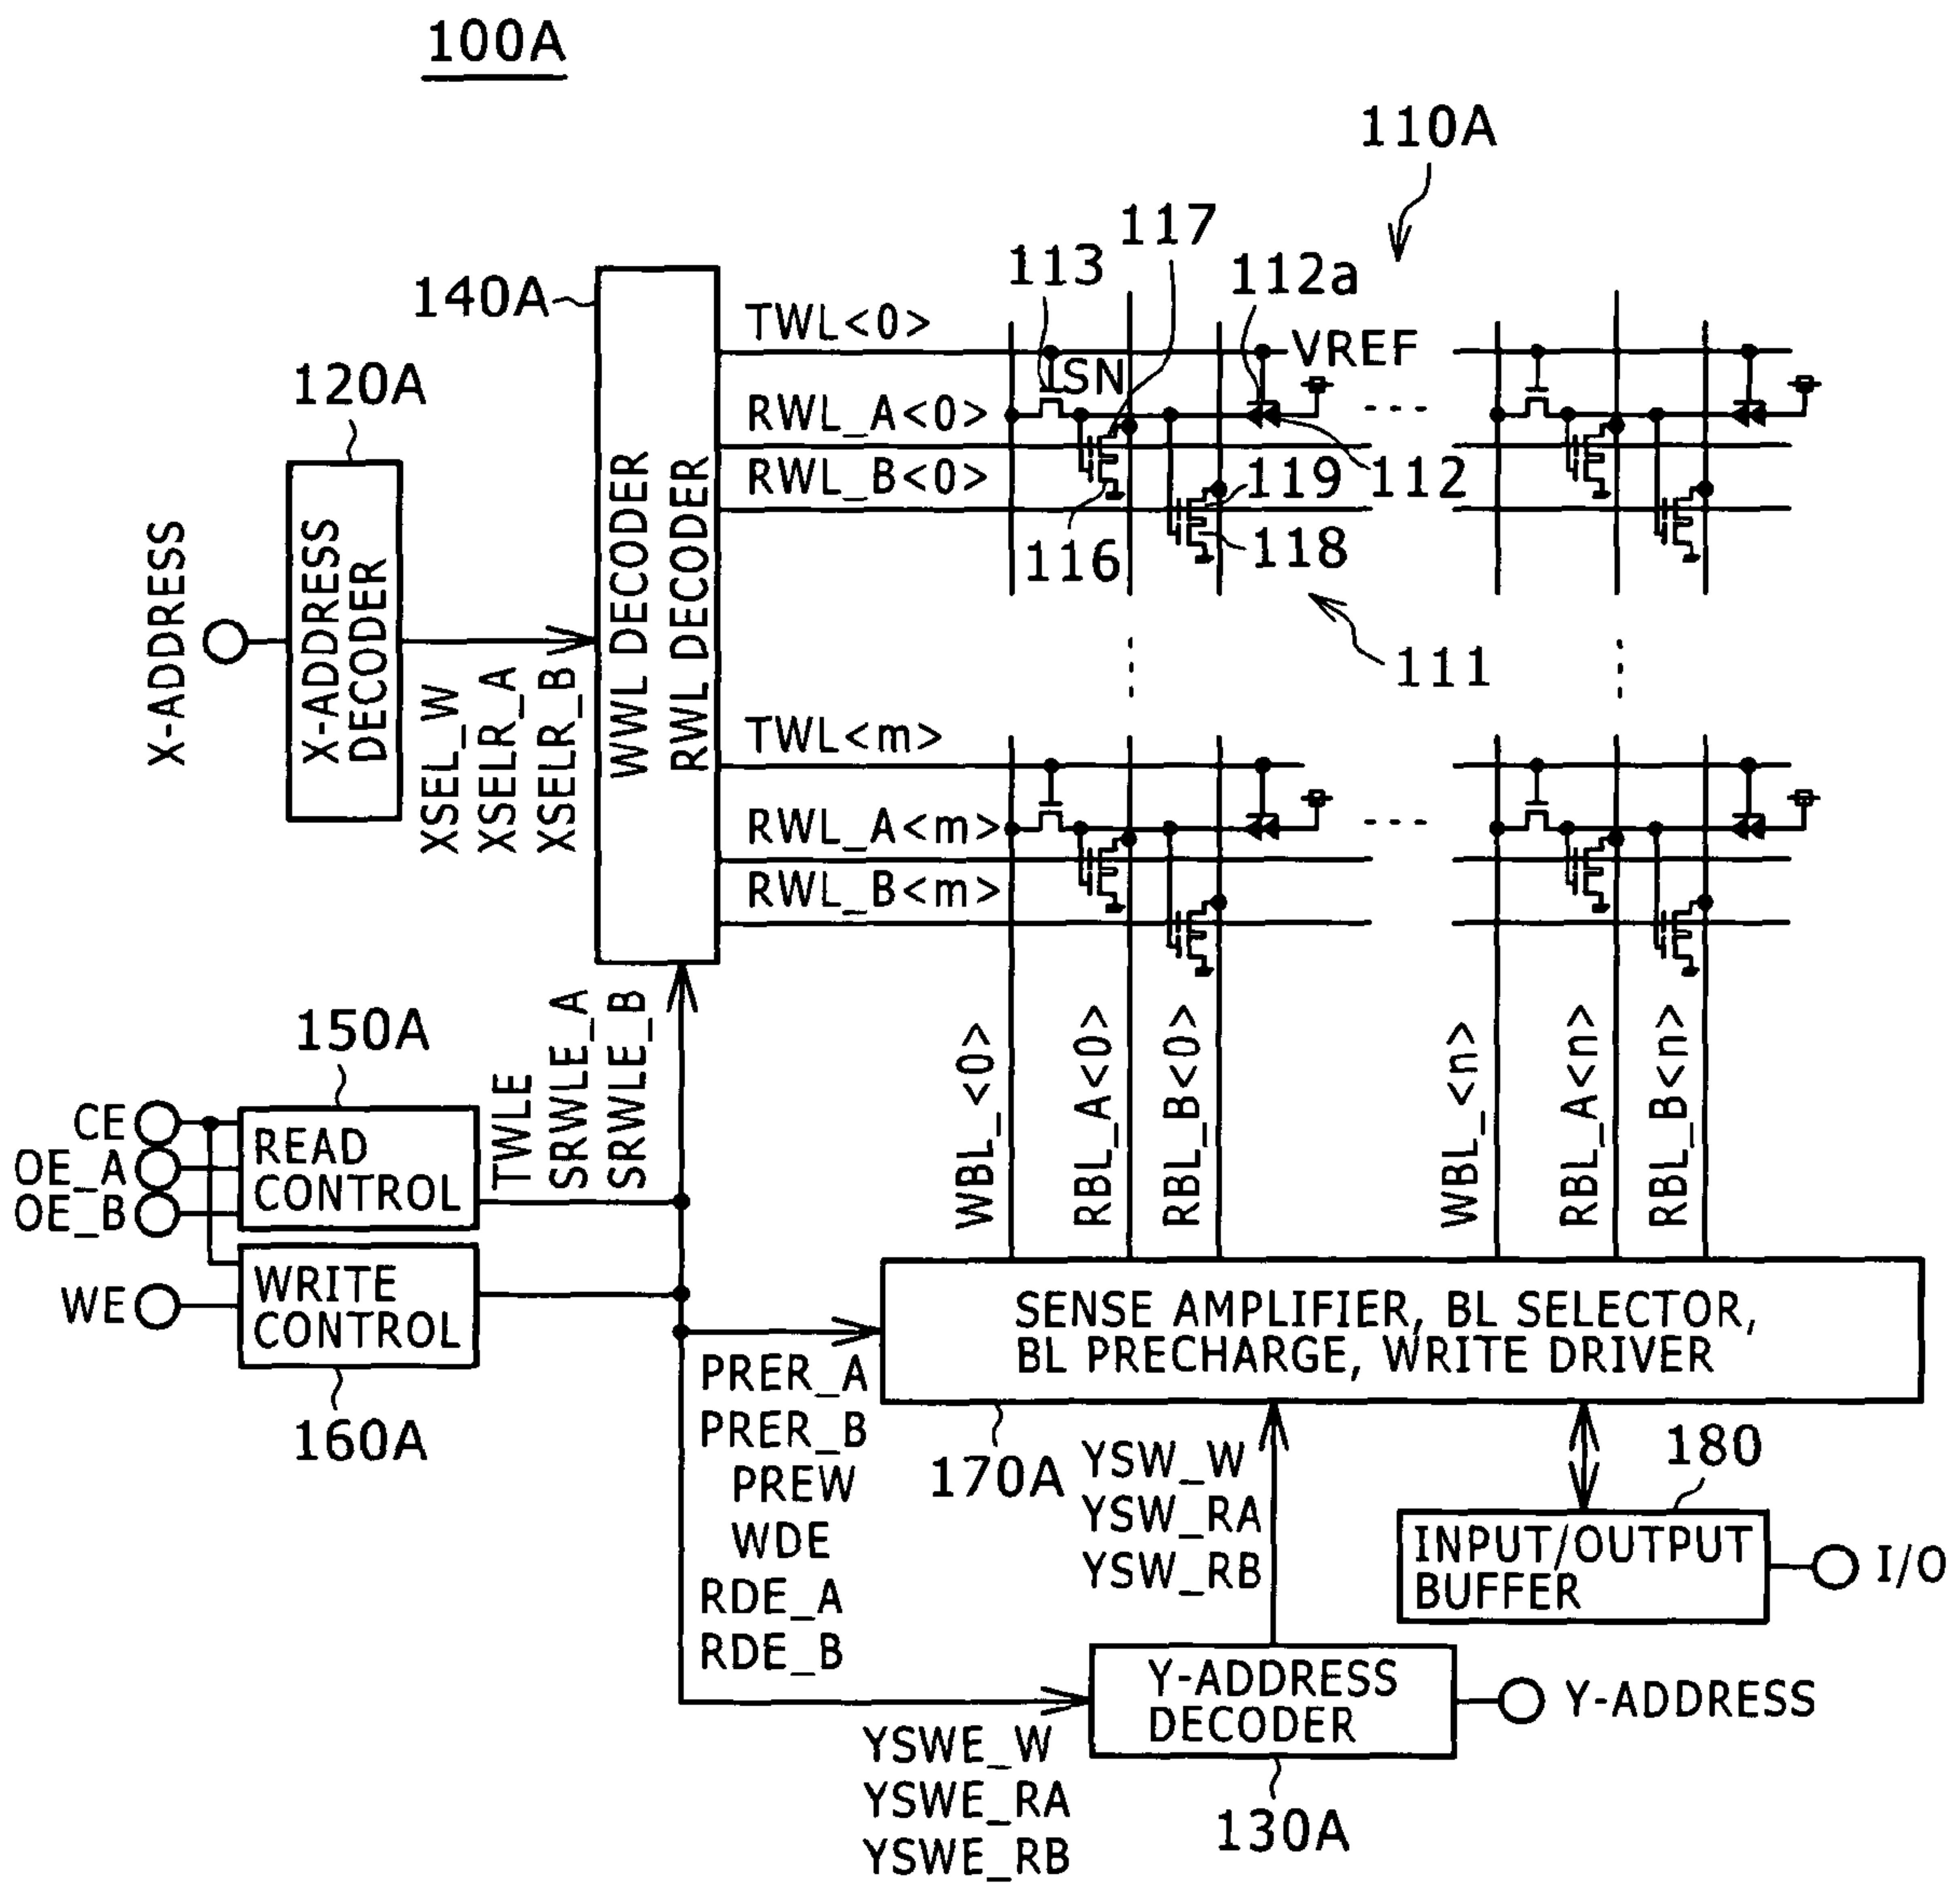 100A
110A
117
113
112a
140A
TWL<0>
VREF
SN
120A
RWL_A<0>
RWL_B<0>
119
112
116
118
X-ADDRESS
X-ADDRESS
DECODER
WWL DECODER
RWL DECODER
XSEL_W
XSELR_A
XSELR_B
111
TWL<m>
RWL_A<m>
RWL_B<m>
150A
TWLE
SRWLE_A
SRWLE_B
WBL_<0>
RBL_A<0>
RBL_B<0>
WBL_<n>
RBL_A<n>
RBL_B<n>
CE
OE_A
OE_B
READ
CONTROL
WE
WRITE
CONTROL
160A
SENSE AMPLIFIER, BL SELECTOR,
BL PRECHARGE, WRITE DRIVER
PRER_A
PRER_B
PREW
WDE
RDE_A
RDE_B
170A
YSW_W
YSW_RA
YSW_RB
180
INPUT/OUTPUT
BUFFER
I/O
Y-ADDRESS
DECODER
Y-ADDRESS
YSWE_W
YSWE_RA
YSWE_RB
130A